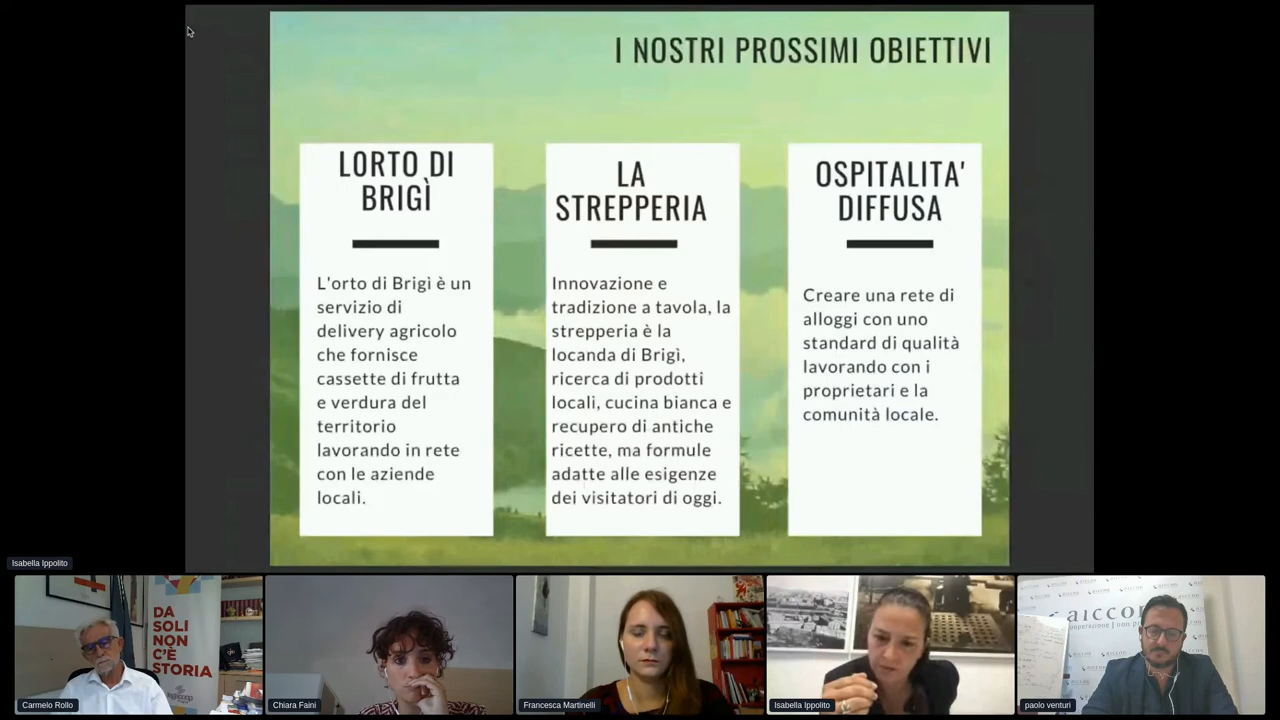 I NOSTRI PROSSIMI OBIETTIVI
LORTO DI
BRIGÌ
L'orto di Brigì è un
servizio di
delivery agricolo
che fornisce
cassette di frutta
e verdura del
territorio
lavorando in rete
con le aziende
locali.
LA
STREPPERIA
Innovazione e
tradizione a tavola, la
strepperia è la
locanda di Brigì,
ricerca di prodotti
locali, cucina bianca e
recupero di antiche
ricette, ma formule
adatte alle esigenze
dei visitatori di oggi.
OSPITALITA'
DIFFUSA
Creare una rete di
alloggi con uno
standard di qualità
lavorando con i
proprietari e la
comunità locale.
Isabella Ippolito
DA
SOLI
NON
C'È
STORIA
legacoop
Carmelo Rollo
Chiara Faini
Francesca Martinelli
Isabella Ippolito
aiccon
paolo venturi